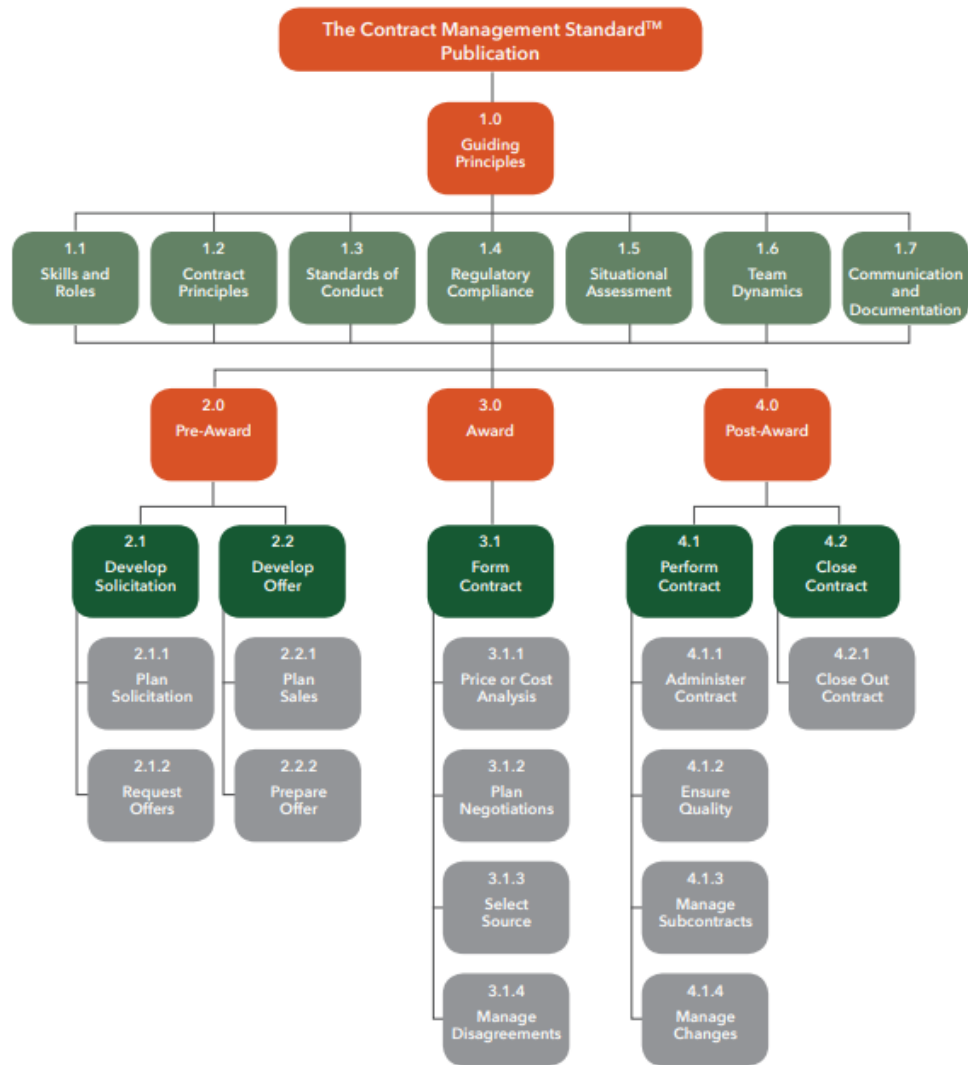 The Contract Management Standard™
Publication
1.0
Guiding
Principles
1.1
Skills and
Roles
1.2
Contract
Principles
1.3
Standards of
Conduct
1.4
Regulatory
Compliance
1.5
Situational
Assessment
1.6
Team
Dynamics
1.7
Communication
and
Documentation
2.0
Pre-Award
3.0
Award
4.0
Post-Award
2.1
Develop
Solicitation
2.2
Develop
Offer
3.1
Form
Contract
4.1
Perform
Contract
4.2
Close
Contract
2.1.1
Plan
Solicitation
2.2.1
Plan
Sales
3.1.1
Price or Cost
Analysis
4.1.1
Administer
Contract
4.2.1
Close Out
Contract
2.1.2
Request
Offers
2.2.2
Prepare
Offer
3.1.2
Plan
Negotiations
4.1.2
Ensure
Quality
3.1.3
Select
Source
4.1.3
Manage
Subcontracts
3.1.4
Manage
Disagreements
4.1.4
Manage
Changes